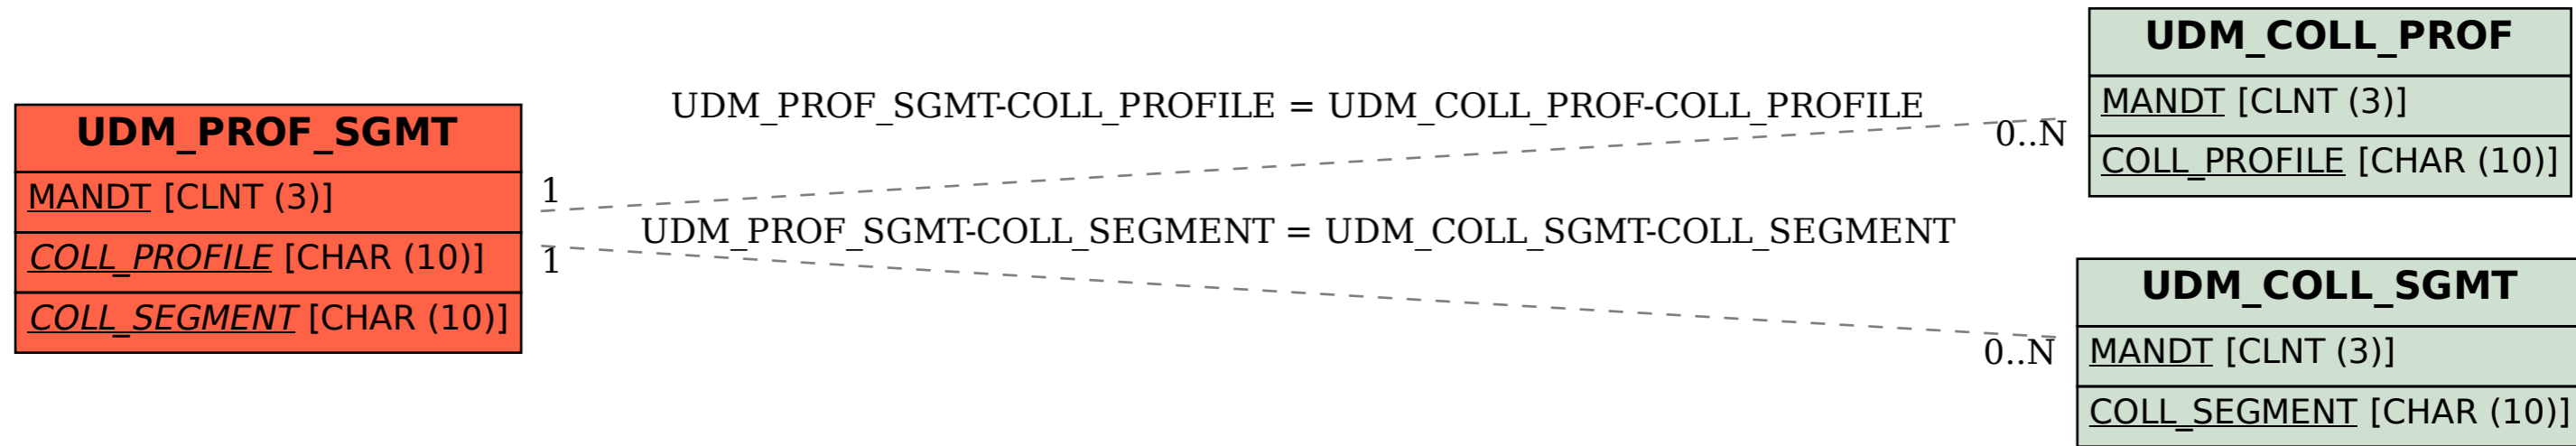 UDM_PROF_SGMT
MANDT [CLNT (3)]
COLL_PROFILE [CHAR (10)]
COLL_SEGMENT [CHAR (10)]
UDM_PROF_SGMT-COLL_PROFILE = UDM_COLL_PROF-COLL_PROFILE
1
0..N
UDM_PROF_SGMT-COLL_SEGMENT = UDM_COLL_SGMT-COLL_SEGMENT
1
0..N
UDM_COLL_PROF
MANDT [CLNT (3)]
COLL_PROFILE [CHAR (10)]
UDM_COLL_SGMT
MANDT [CLNT (3)]
COLL_SEGMENT [CHAR (10)]